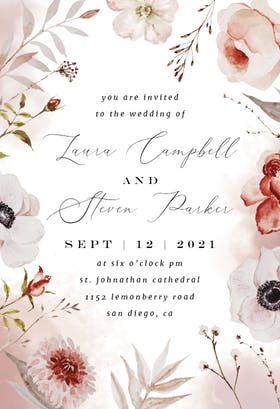 you are invited
to the wedding of
Laura Campbell
AND
Steven Parker
SEPT | 12 | 2021
at six o'clock pm
st. johnathan cathedral
1152 lemonberry road
san diego, ca